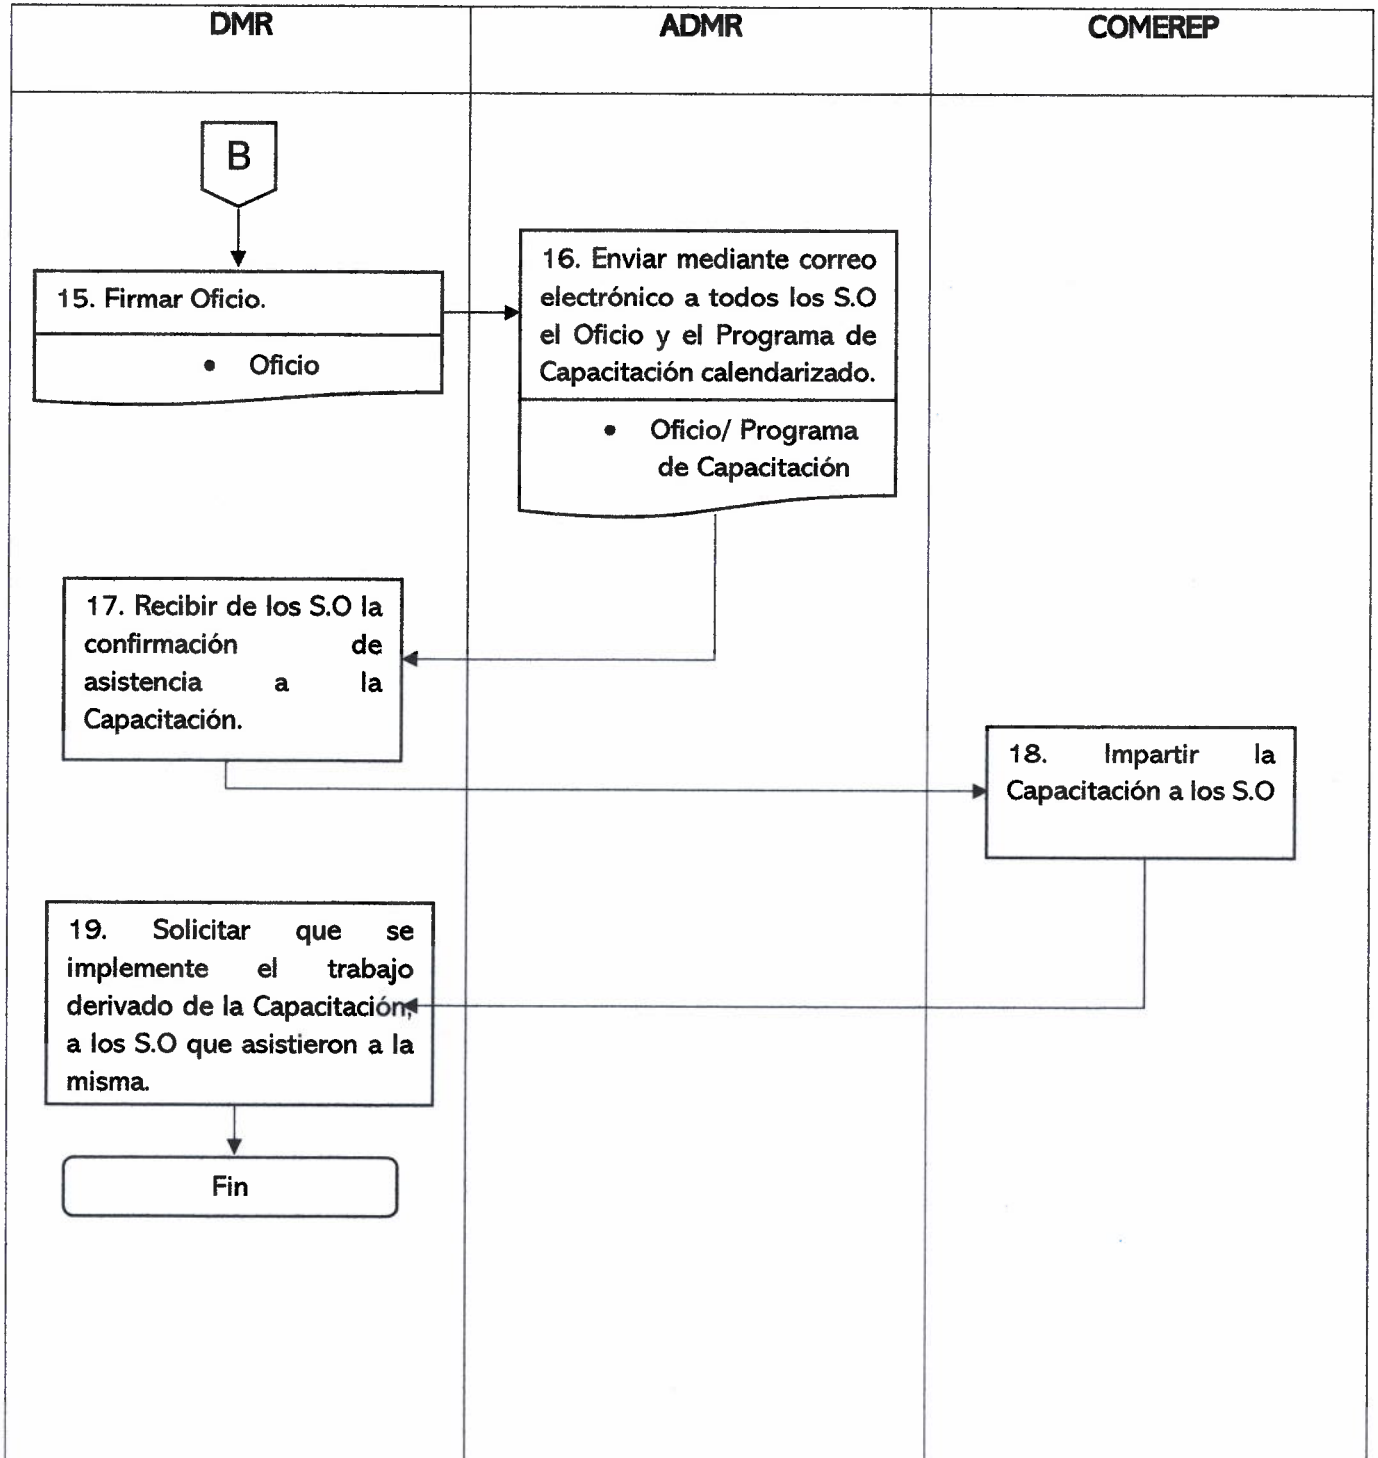 DMR
ADMR
COMEREP
B
15. Firmar Oficio.
• Oficio
16. Enviar mediante correo
electrónico a todos los S.O
el Oficio y el Programa de
Capacitación calendarizado.
• Oficio/ Programa
de Capacitación
17. Recibir de los S.O la
confirmación de
asistencia a la
Capacitación.
18. Impartir la
Capacitación a los S.O
19. Solicitar que se
implemente el trabajo
derivado de la Capacitación,
a los S.O que asistieron a la
misma.
Fin